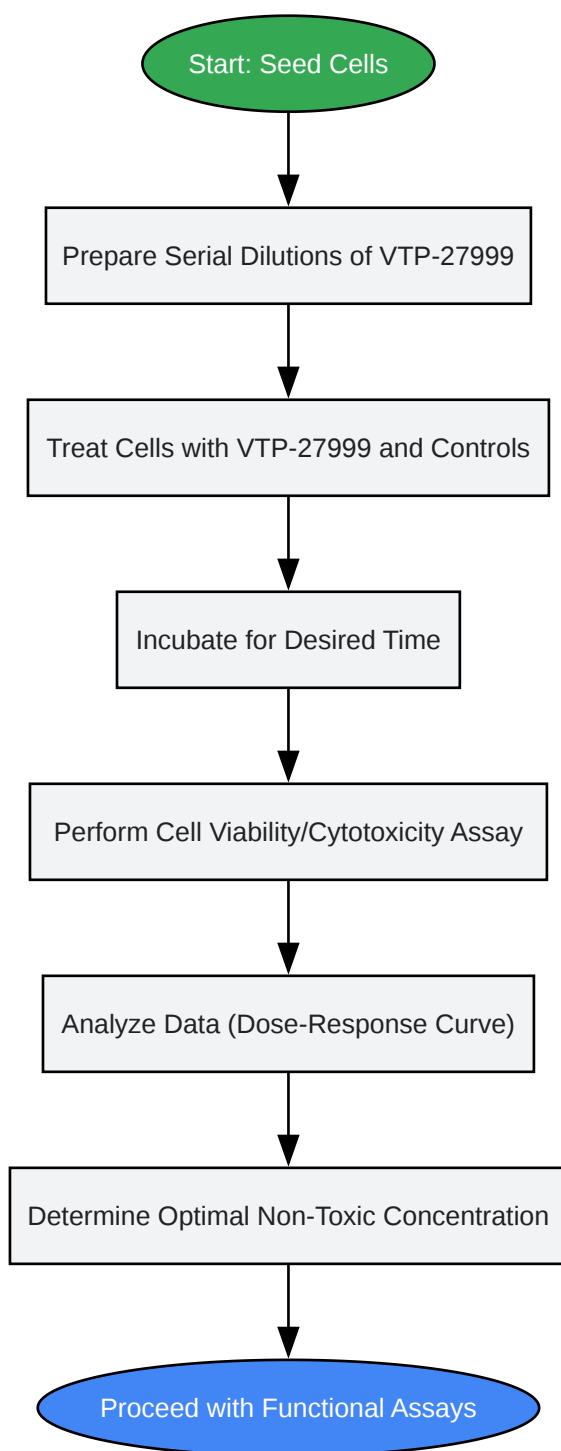 Start: Seed Cells
Prepare Serial Dilutions of VTP-27999
Treat Cells with VTP-27999 and Controls
Incubate for Desired Time
Perform Cell Viability/Cytotoxicity Assay
Analyze Data (Dose-Response Curve)
Determine Optimal Non-Toxic Concentration
Proceed with Functional Assays